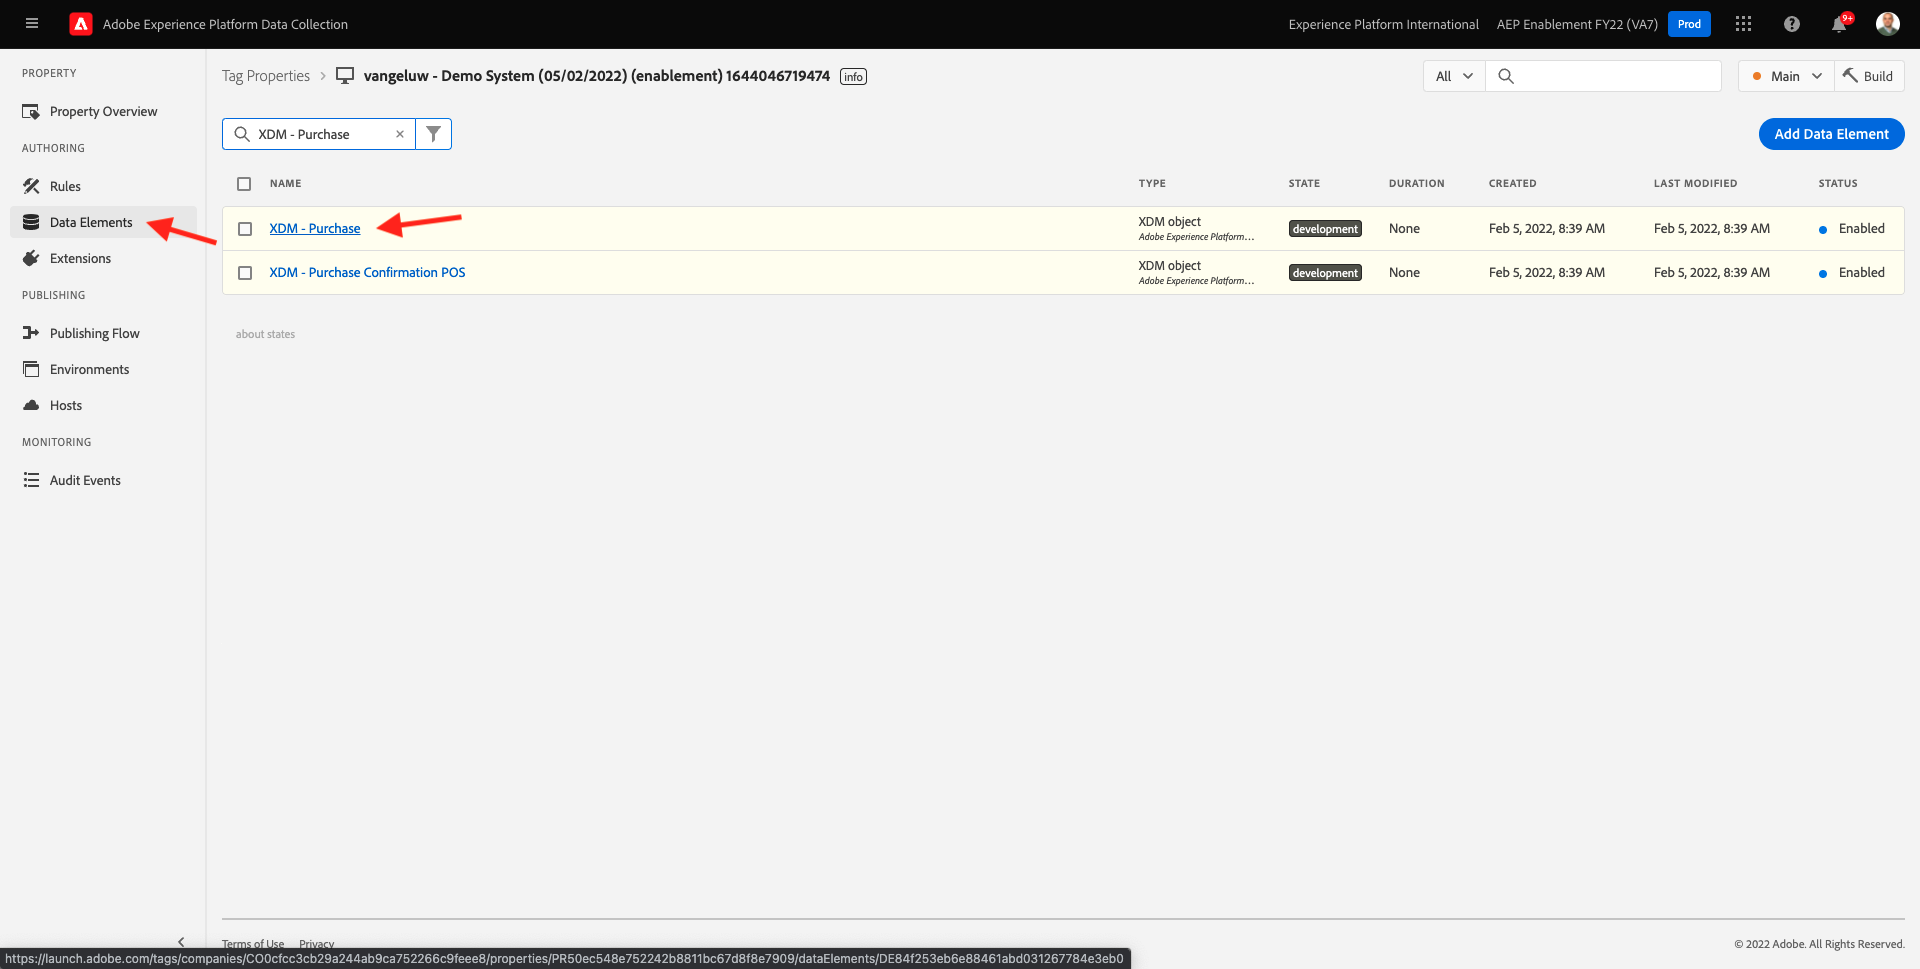 Adobe Experience Platform Data Collection
Experience Platform International
AEP Enablement FY22 (VA7)
Prod
9+
PROPERTY
Property Overview
AUTHORING
Rules
Data Elements
Extensions
PUBLISHING
Publishing Flow
Environments
Hosts
MONITORING
Audit Events
Tag Properties
vangeluw - Demo System (05/02/2022) (enablement) 1644046719474
info
All
Main
Build
XDM - Purchase
Add Data Element
NAME TYPE STATE DURATION CREATED LAST MODIFIED STATUS
XDM - Purchase XDM object development None Feb 5, 2022, 8:39 AM Feb 5, 2022, 8:39 AM Enabled
Adobe Experience Platform...
XDM - Purchase Confirmation POS XDM object development None Feb 5, 2022, 8:39 AM Feb 5, 2022, 8:39 AM Enabled
Adobe Experience Platform...
about states
Terms of Use Privacy
© 2022 Adobe. All Rights Reserved.
https://launch.adobe.com/tags/companies/CO0cfcc3cb29a244ab9ca752266c9feee8/properties/PR50ec548e752242b8811bc67d8f8e7909/dataElements/DE84f253eb6e88461abd031267784e3eb0